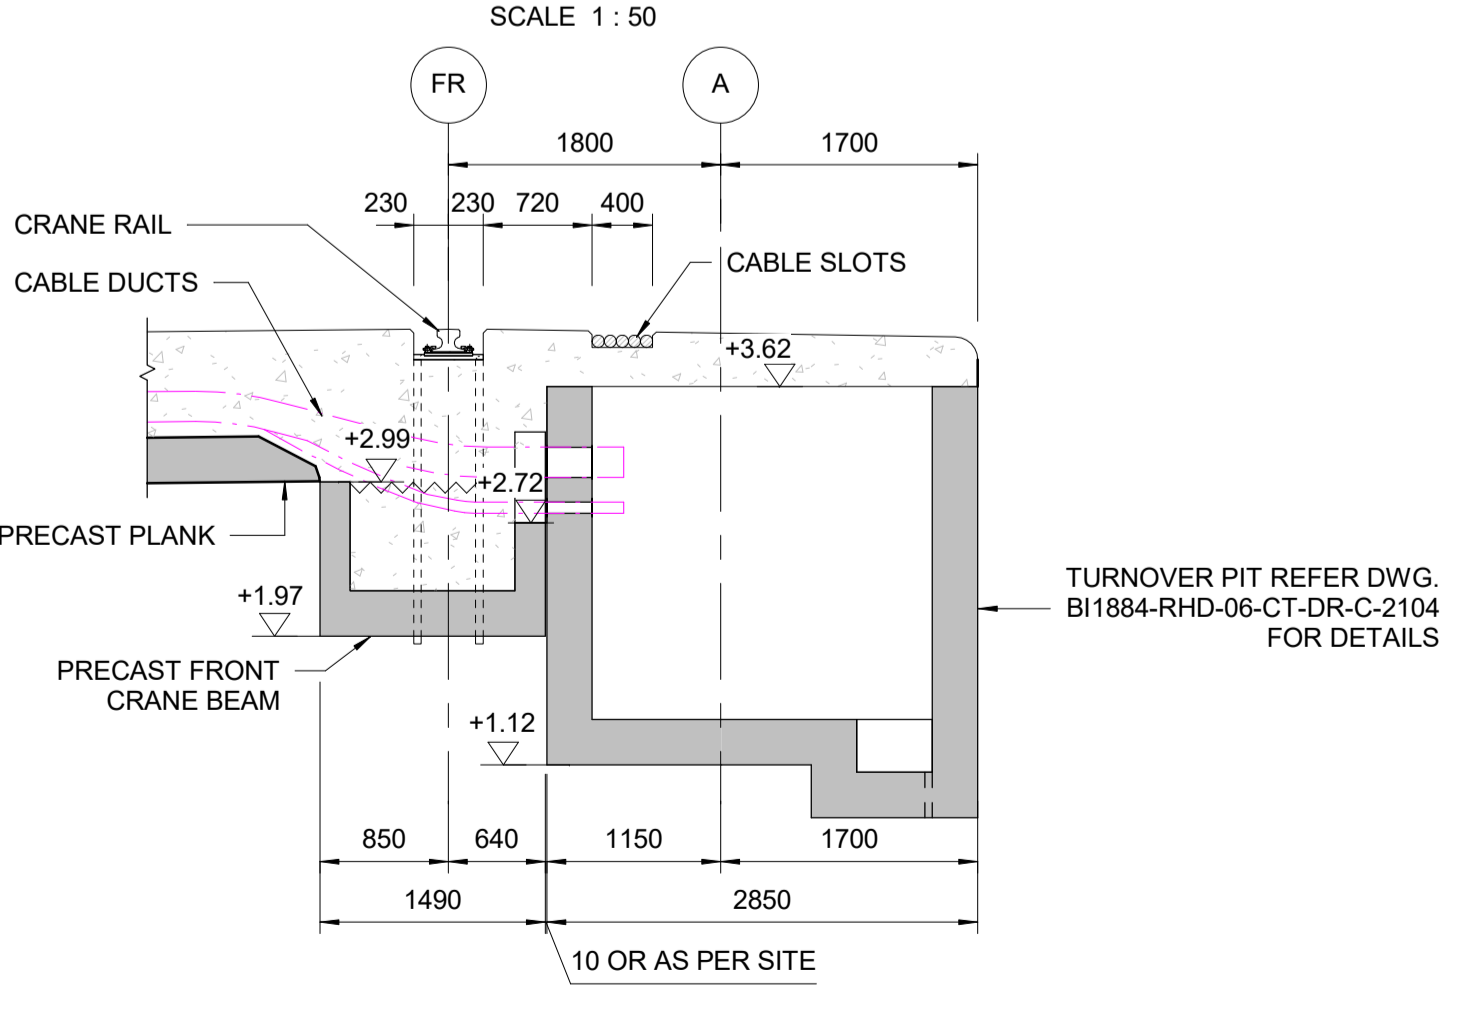 SCALE 1 : 50
FR
A
1800
1700
230
230
720
400
CRANE RAIL
CABLE DUCTS
CABLE SLOTS
+3.62
+2.99
+2.72
PRECAST PLANK
+1.97
TURNOVER PIT REFER DWG.
BI1884-RHD-06-CT-DR-C-2104
FOR DETAILS
PRECAST FRONT
CRANE BEAM
+1.12
850
640
1150
1700
1490
2850
10 OR AS PER SITE